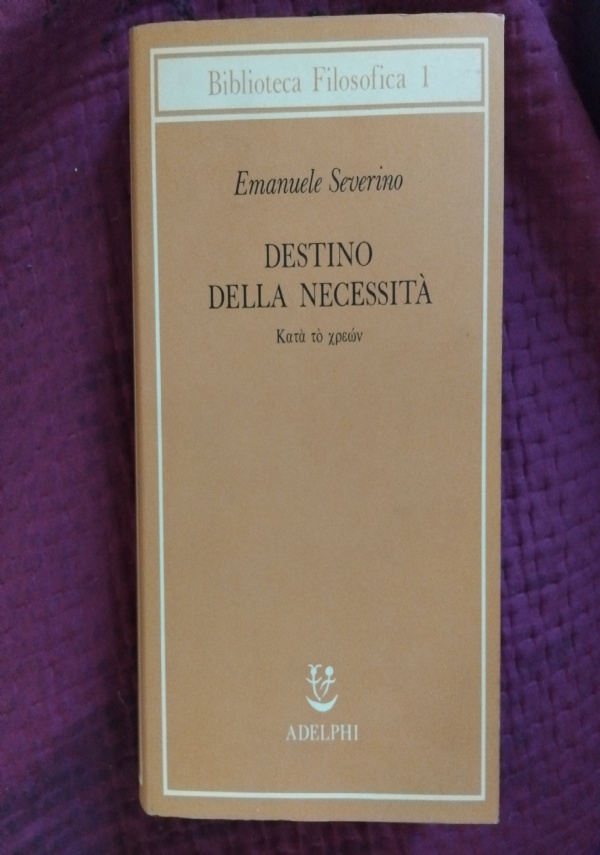 Biblioteca Filosofica 1
Emanuele Severino
DESTINO
DELLA NECESSITÀ
Κατὰ τὸ χρεών
ADELPHI